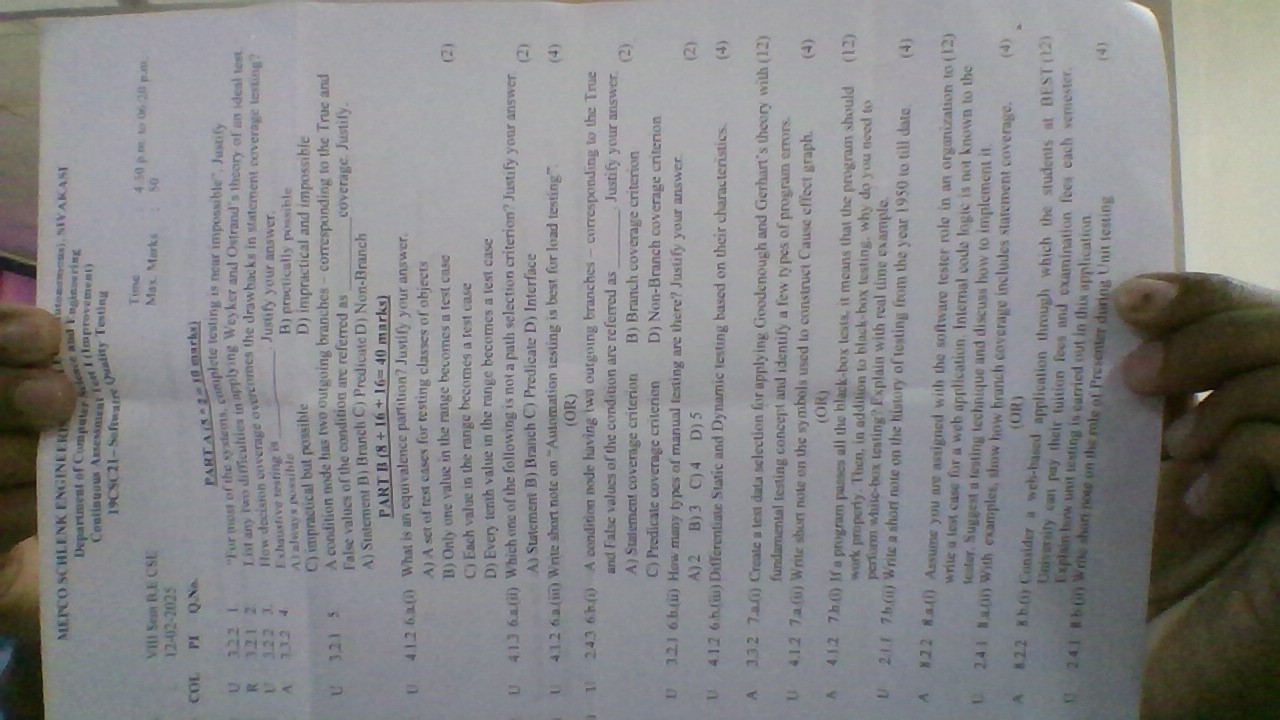 MEPCO SCHLENK ENGINEERING SIVAKASI
Department of Computer Science and Engineering
Continuous Assessment Test I (Improvement)
19CSC21 – Software Quality Testing
VIII Sem B.E CSE Time : 4.50 p.m. to 06:20 p.m.
12-02-2025 Max. Marks : 50
COL PI Q.No.
PART A (5 * 2 = 10 marks)
U 3.2.2 1. "For most of the systems, complete testing is near impossible". Justify
R 3.2.1 2. List any two difficulties in applying Weyker and Ostrand's theory of an ideal test.
U 3.2.2 3. How decision coverage overcomes the drawbacks in statement coverage testing?
A 3.3.2 4 Exhaustive testing is ________. Justify your answer.
A) always possible B) practically possible
C) impractical but possible D) impractical and impossible
U 3.2.1 5 A condition node has two outgoing branches – corresponding to the True and
False values of the condition are referred as ________ coverage. Justify.
A) Statement B) Branch C) Predicate D) Non-Branch
PART B (8 + 16 + 16= 40 marks)
U 4.1.2 6.a.(i) What is an equivalence partition? Justify your answer.
A) A set of test cases for testing classes of objects
B) Only one value in the range becomes a test case (2)
C) Each value in the range becomes a test case
D) Every tenth value in the range becomes a test case
U 4.1.3 6.a.(ii) Which one of the following is not a path selection criterion? Justify your answer (2)
A) Statement B) Branch C) Predicate D) Interface
U 4.1.2 6.a.(iii) Write short note on "Automation testing is best for load testing". (4)
(OR)
U 2.4.3 6.b.(i) A condition node having two outgoing branches – corresponding to the True
and False values of the condition are referred as ________. Justify your answer. (2)
A) Statement coverage criterion B) Branch coverage criterion
C) Predicate coverage criterion D) Non-Branch coverage criterion
U 3.2.1 6.b.(ii) How many types of manual testing are there? Justify your answer. (2)
A) 2 B) 3 C) 4 D) 5
U 4.1.2 6.b.(iii) Differentiate Static and Dynamic testing based on their characteristics. (4)
A 3.3.2 7.a.(i) Create a test data selection for applying Goodenough and Gerhart's theory with (12)
fundamental testing concept and identify a few types of program errors.
U 4.1.2 7.a.(ii) Write short note on the symbols used to construct Cause effect graph. (4)
(OR)
A 4.1.2 7.b.(i) If a program passes all the black-box tests, it means that the program should (12)
work properly. Then, in addition to black-box testing, why do you need to
perform white-box testing? Explain with real time example.
U 2.1.1 7.b.(ii) Write a short note on the history of testing from the year 1950 to till date. (4)
A 8.2.2 8.a.(i) Assume you are assigned with the software tester role in an organization to (12)
write a test case for a web application. Internal code logic is not known to the
tester. Suggest a testing technique and discuss how to implement it.
U 2.4.1 8.a.(ii) With examples, show how branch coverage includes statement coverage. (4)
(OR)
A 8.2.2 8.b.(i) Consider a web-based application through which the students at BEST (12)
University can pay their tuition fees and examination fees each semester.
Explain how unit testing is carried out in this application.
U 2.4.1 8.b.(ii) Write short note on the role of Presenter during Unit testing (4)